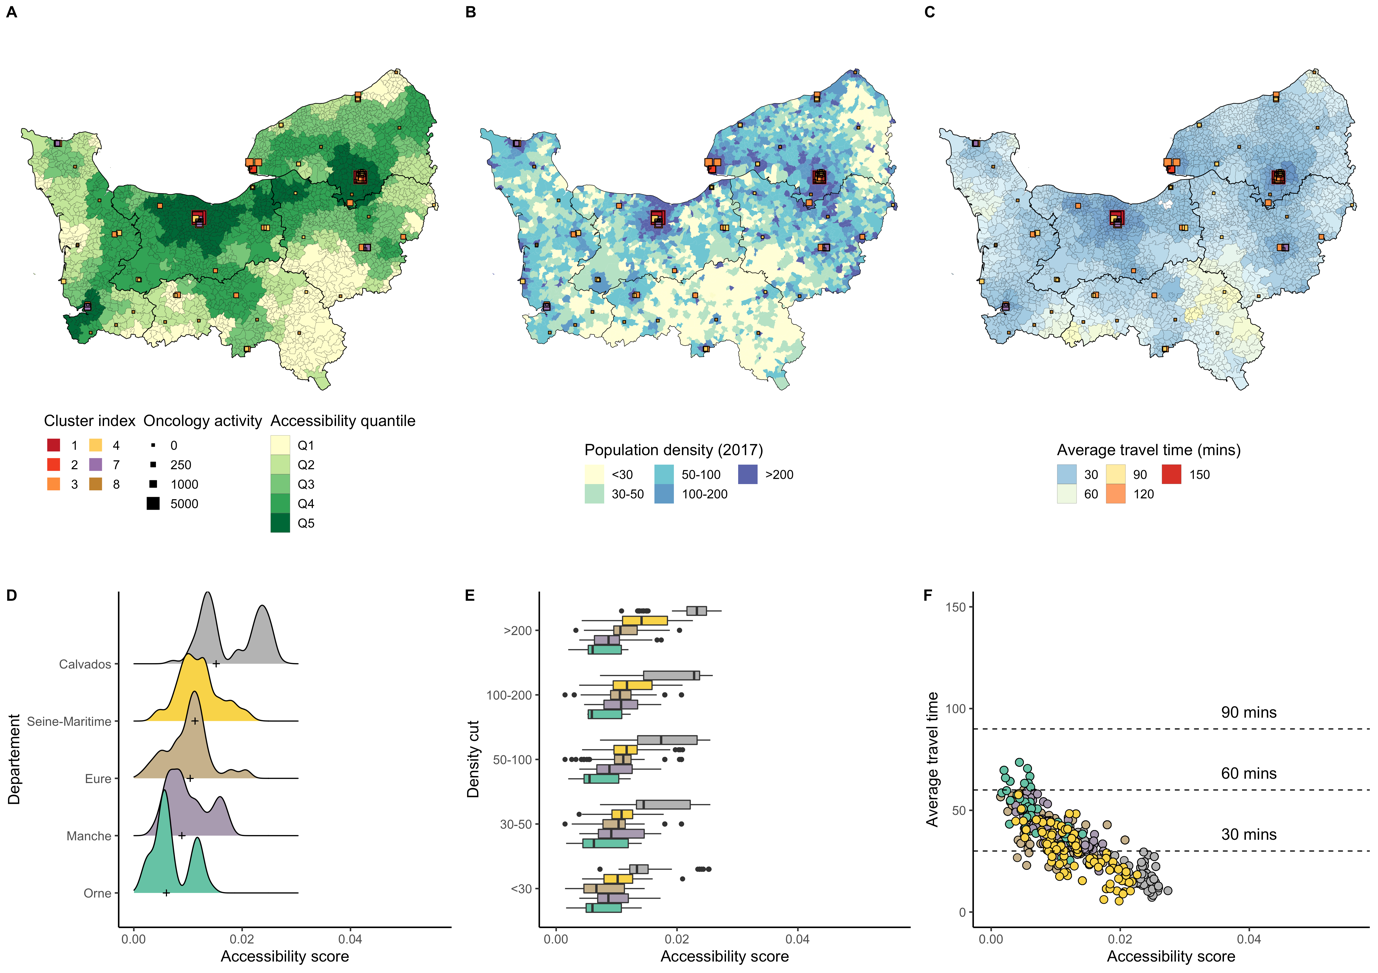 A
B
C
Cluster index
1 4
2 7
3 8
Oncology activity
0
250
1000
5000
Accessibility quantile
Q1
Q2
Q3
Q4
Q5
Population density (2017)
<30 50-100 >200
30-50 100-200
Average travel time (mins)
30 90 150
60 120
D
Departement
Calvados
Seine-Maritime
Eure
Manche
Orne
0.00 0.02 0.04
Accessibility score
E
Density cut
>200
100-200
50-100
30-50
<30
0.00 0.02 0.04
Accessibility score
F
Average travel time
150
100
50
0
90 mins
60 mins
30 mins
0.00 0.02 0.04
Accessibility score